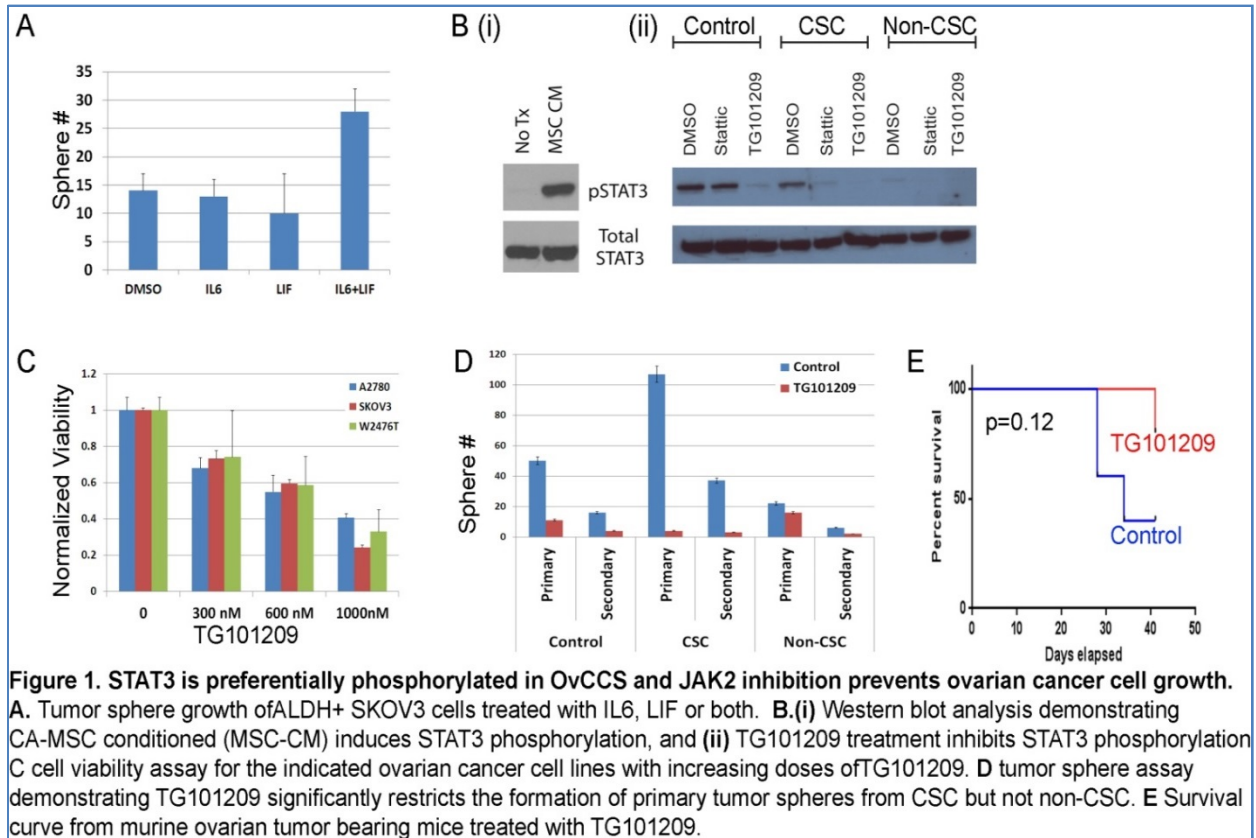 A
Sphere #
35
30
25
20
15
10
5
0
DMSO IL6 LIF IL6+LIF
B (i)
No Tx
MSC CM
pSTAT3
Total
STAT3
(ii)
Control CSC Non-CSC
DMSO
Stattic
TG101209
DMSO
Stattic
TG101209
DMSO
Stattic
TG101209
C
Normalized Viability
1.2
1
0.8
0.6
0.4
0.2
0
A2780
SKOV3
W2476T
0 300 nM 600 nM 1000nM
TG101209
D
Sphere #
120
100
80
60
40
20
0
Control
TG101209
Primary
Secondary
Primary
Secondary
Primary
Secondary
Control CSC Non-CSC
E
Percent survival
100
50
0
p=0.12
TG101209
Control
0 10 20 30 40 50
Days elapsed
Figure 1. STAT3 is preferentially phosphorylated in OvCCS and JAK2 inhibition prevents ovarian cancer cell growth.
A. Tumor sphere growth ofALDH+ SKOV3 cells treated with IL6, LIF or both. B.(i) Western blot analysis demonstrating
CA-MSC conditioned (MSC-CM) induces STAT3 phosphorylation, and (ii) TG101209 treatment inhibits STAT3 phosphorylation
C cell viability assay for the indicated ovarian cancer cell lines with increasing doses ofTG101209. D tumor sphere assay
demonstrating TG101209 significantly restricts the formation of primary tumor spheres from CSC but not non-CSC. E Survival
curve from murine ovarian tumor bearing mice treated with TG101209.